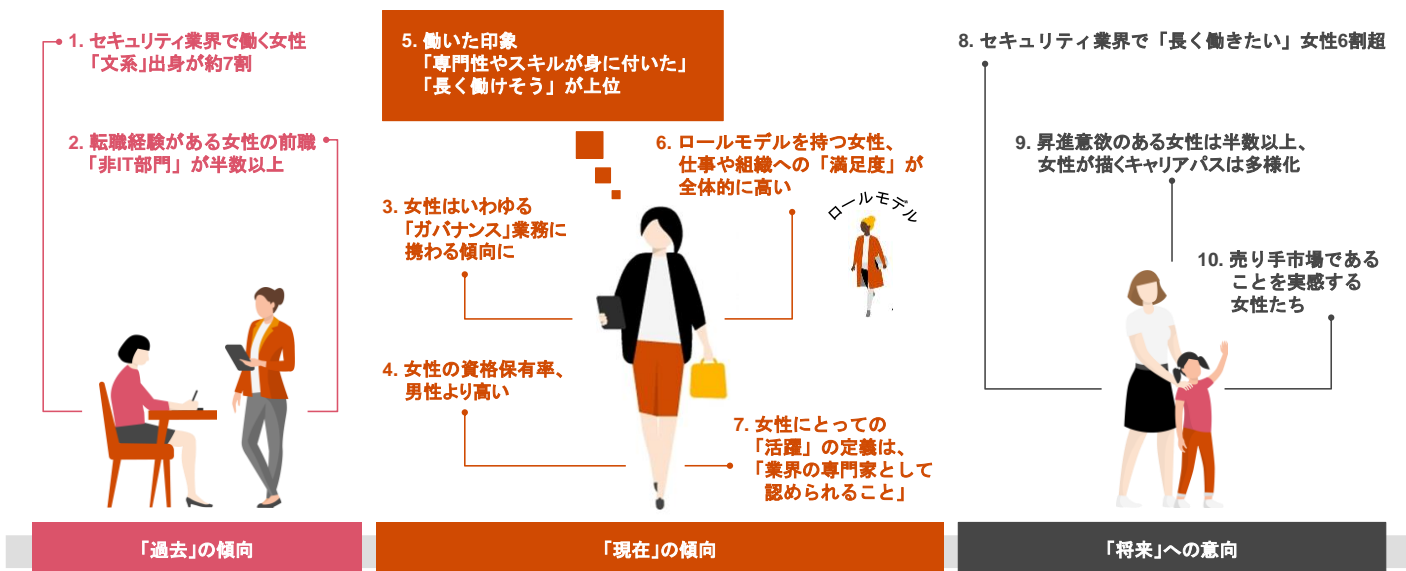 1. セキュリティ業界で働く女性
「文系」出身が約7割
2. 転職経験がある女性の前職
「非IT部門」が半数以上
「過去」の傾向
5. 働いた印象
「専門性やスキルが身に付いた」
「長く働けそう」が上位
3. 女性はいわゆる
「ガバナンス」業務に
携わる傾向に
4. 女性の資格保有率、
男性より高い
6. ロールモデルを持つ女性、
仕事や組織への「満足度」が
全体的に高い
ロールモデル
7. 女性にとっての
「活躍」の定義は、
「業界の専門家として
認められること」
「現在」の傾向
8. セキュリティ業界で「長く働きたい」女性6割超
9. 昇進意欲のある女性は半数以上、
女性が描くキャリアパスは多様化
10. 売り手市場である
ことを実感する
女性たち
「将来」への意向